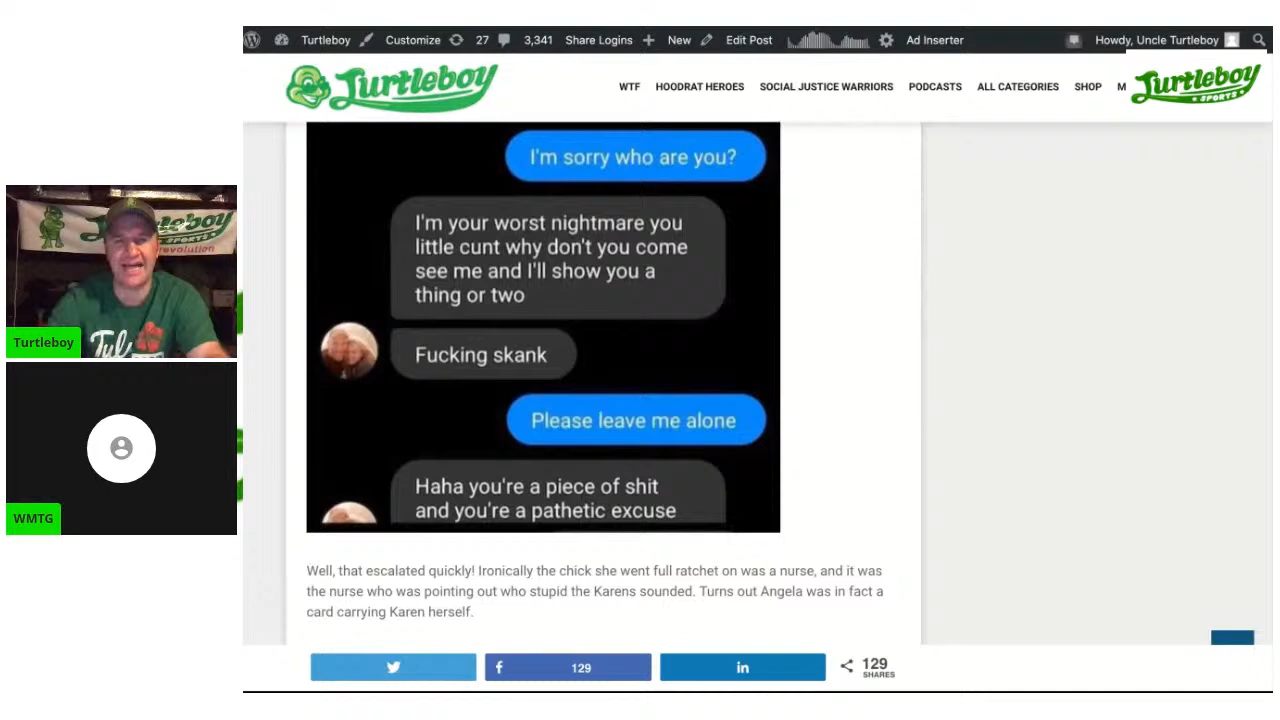 Turtleboy Customize 27 3,341 Share Logins New Edit Post Ad Inserter Howdy, Uncle Turtleboy
Turtleboy WTF HOODRAT HEROES SOCIAL JUSTICE WARRIORS PODCASTS ALL CATEGORIES SHOP M Turtleboy
SPORTS
I'm sorry who are you?
I'm your worst nightmare you
little cunt why don't you come
see me and I'll show you a
thing or two
Fucking skank
Please leave me alone
Haha you're a piece of shit
and you're a pathetic excuse
Well, that escalated quickly! Ironically the chick she went full ratchet on was a nurse, and it was
the nurse who was pointing out who stupid the Karens sounded. Turns out Angela was in fact a
card carrying Karen herself.
129
129
SHARES
Turtleboy
SPORTS
revolution
Turtleboy
WMTG